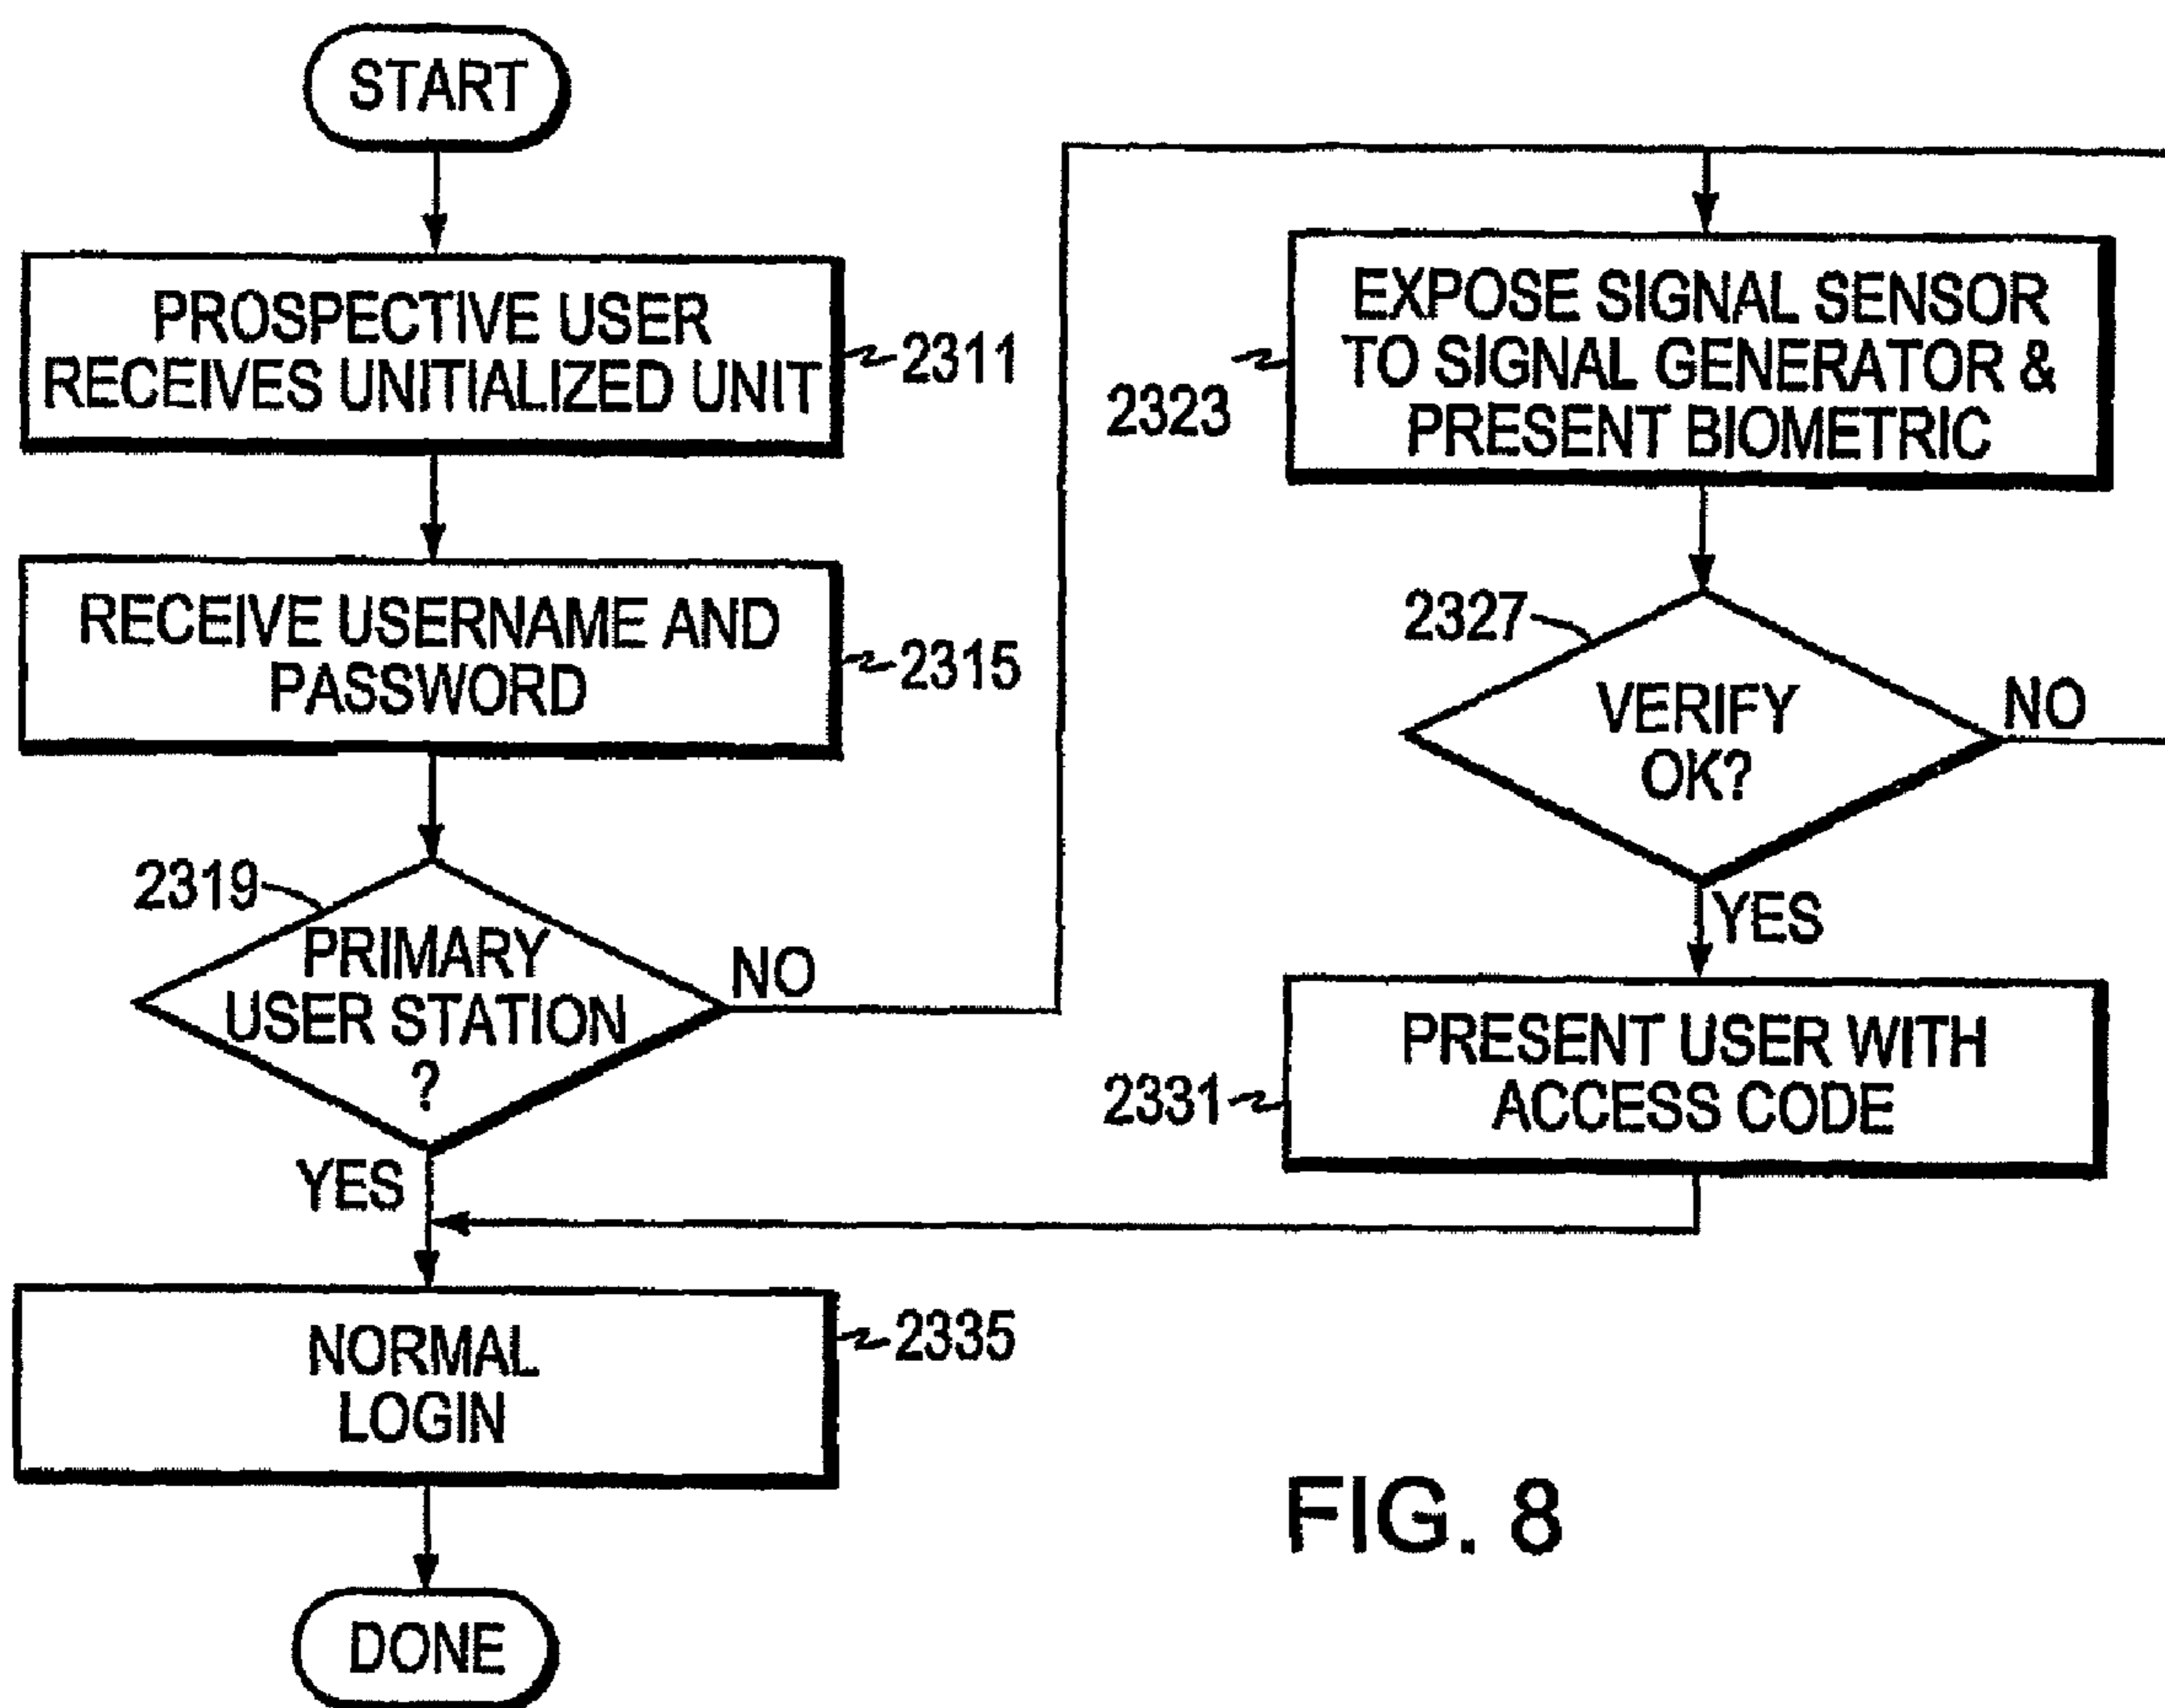 START
PROSPECTIVE USER
RECEIVES UNITIALIZED UNIT
2311
RECEIVE USERNAME AND
PASSWORD
2315
2319
PRIMARY
USER STATION
?
NO
YES
NORMAL
LOGIN
2335
DONE
EXPOSE SIGNAL SENSOR
TO SIGNAL GENERATOR &
PRESENT BIOMETRIC
2323
2327
VERIFY
OK?
NO
YES
PRESENT USER WITH
ACCESS CODE
2331
FIG. 8